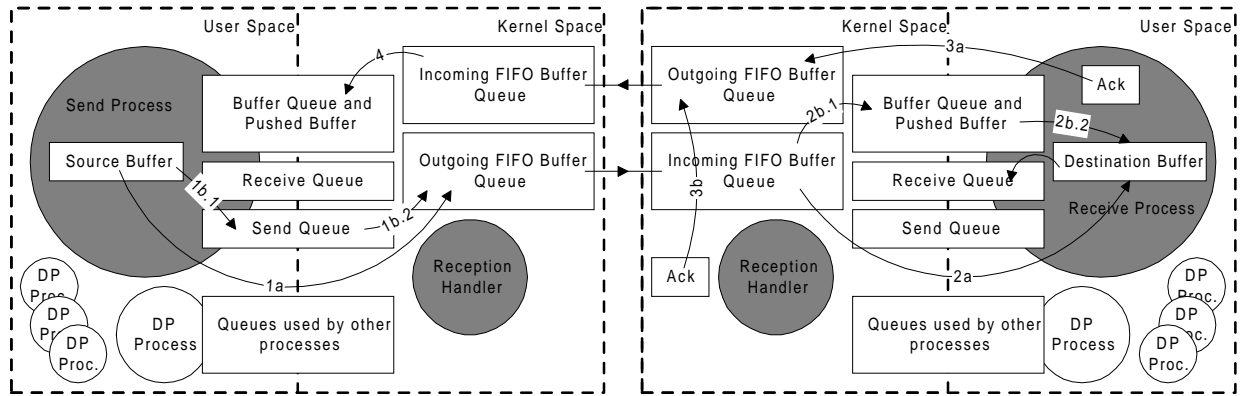 User Space
Kernel Space
Send Process
Buffer Queue and
Pushed Buffer
Incoming FIFO Buffer
Queue
4
Source Buffer
1b.1
Receive Queue
Outgoing FIFO Buffer
Queue
Send Queue
1b.2
1a
Reception
Handler
DP
Proc.
DP
Proc.
DP
Proc.
DP
Process
Queues used by other
processes
Kernel Space
User Space
Outgoing FIFO Buffer
Queue
3a
Ack
Buffer Queue and
Pushed Buffer
2b.1
2b.2
Incoming FIFO Buffer
Queue
3b
Destination Buffer
Receive Queue
Receive Process
Send Queue
2a
Ack
Reception
Handler
Queues used by other
processes
DP
Process
DP
Proc.
DP
Proc.
DP
Proc.